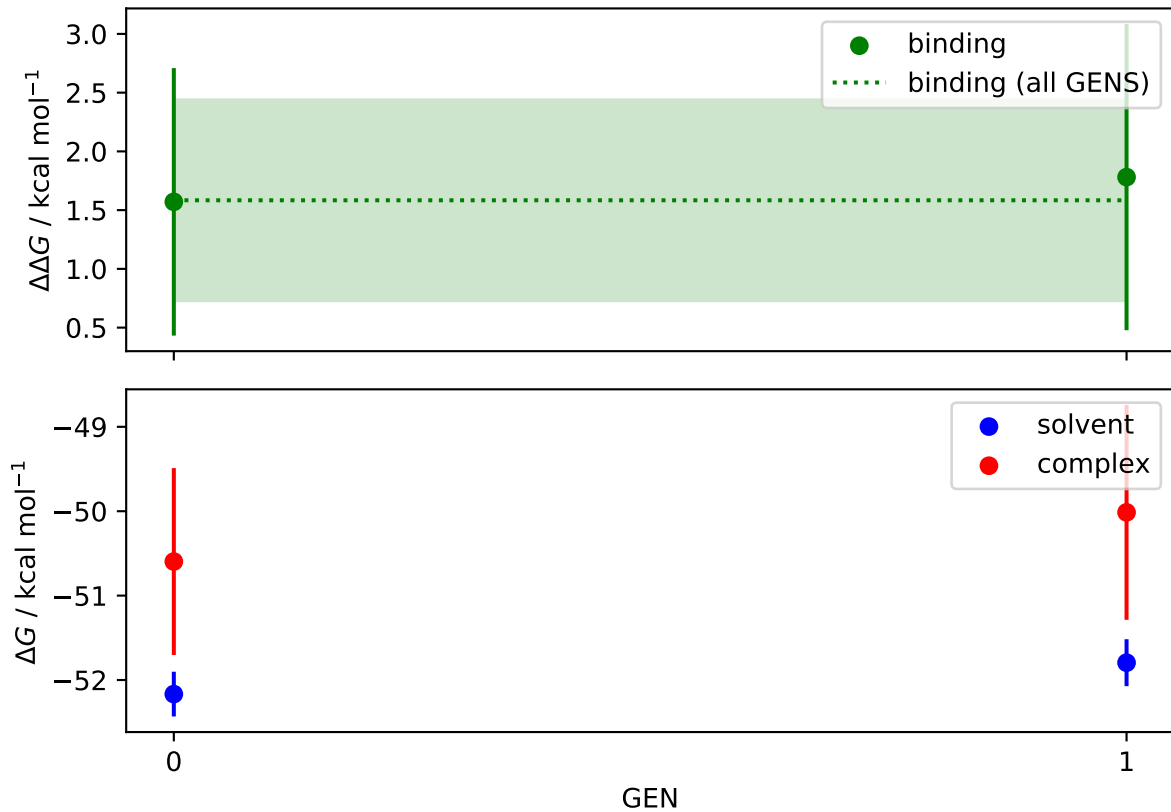 3.0
2.5
2.0
1.5
1.0
0.5
ΔΔG / kcal mol⁻¹
binding
binding (all GENS)
−49
−50
−51
−52
ΔG / kcal mol⁻¹
solvent
complex
0
1
GEN